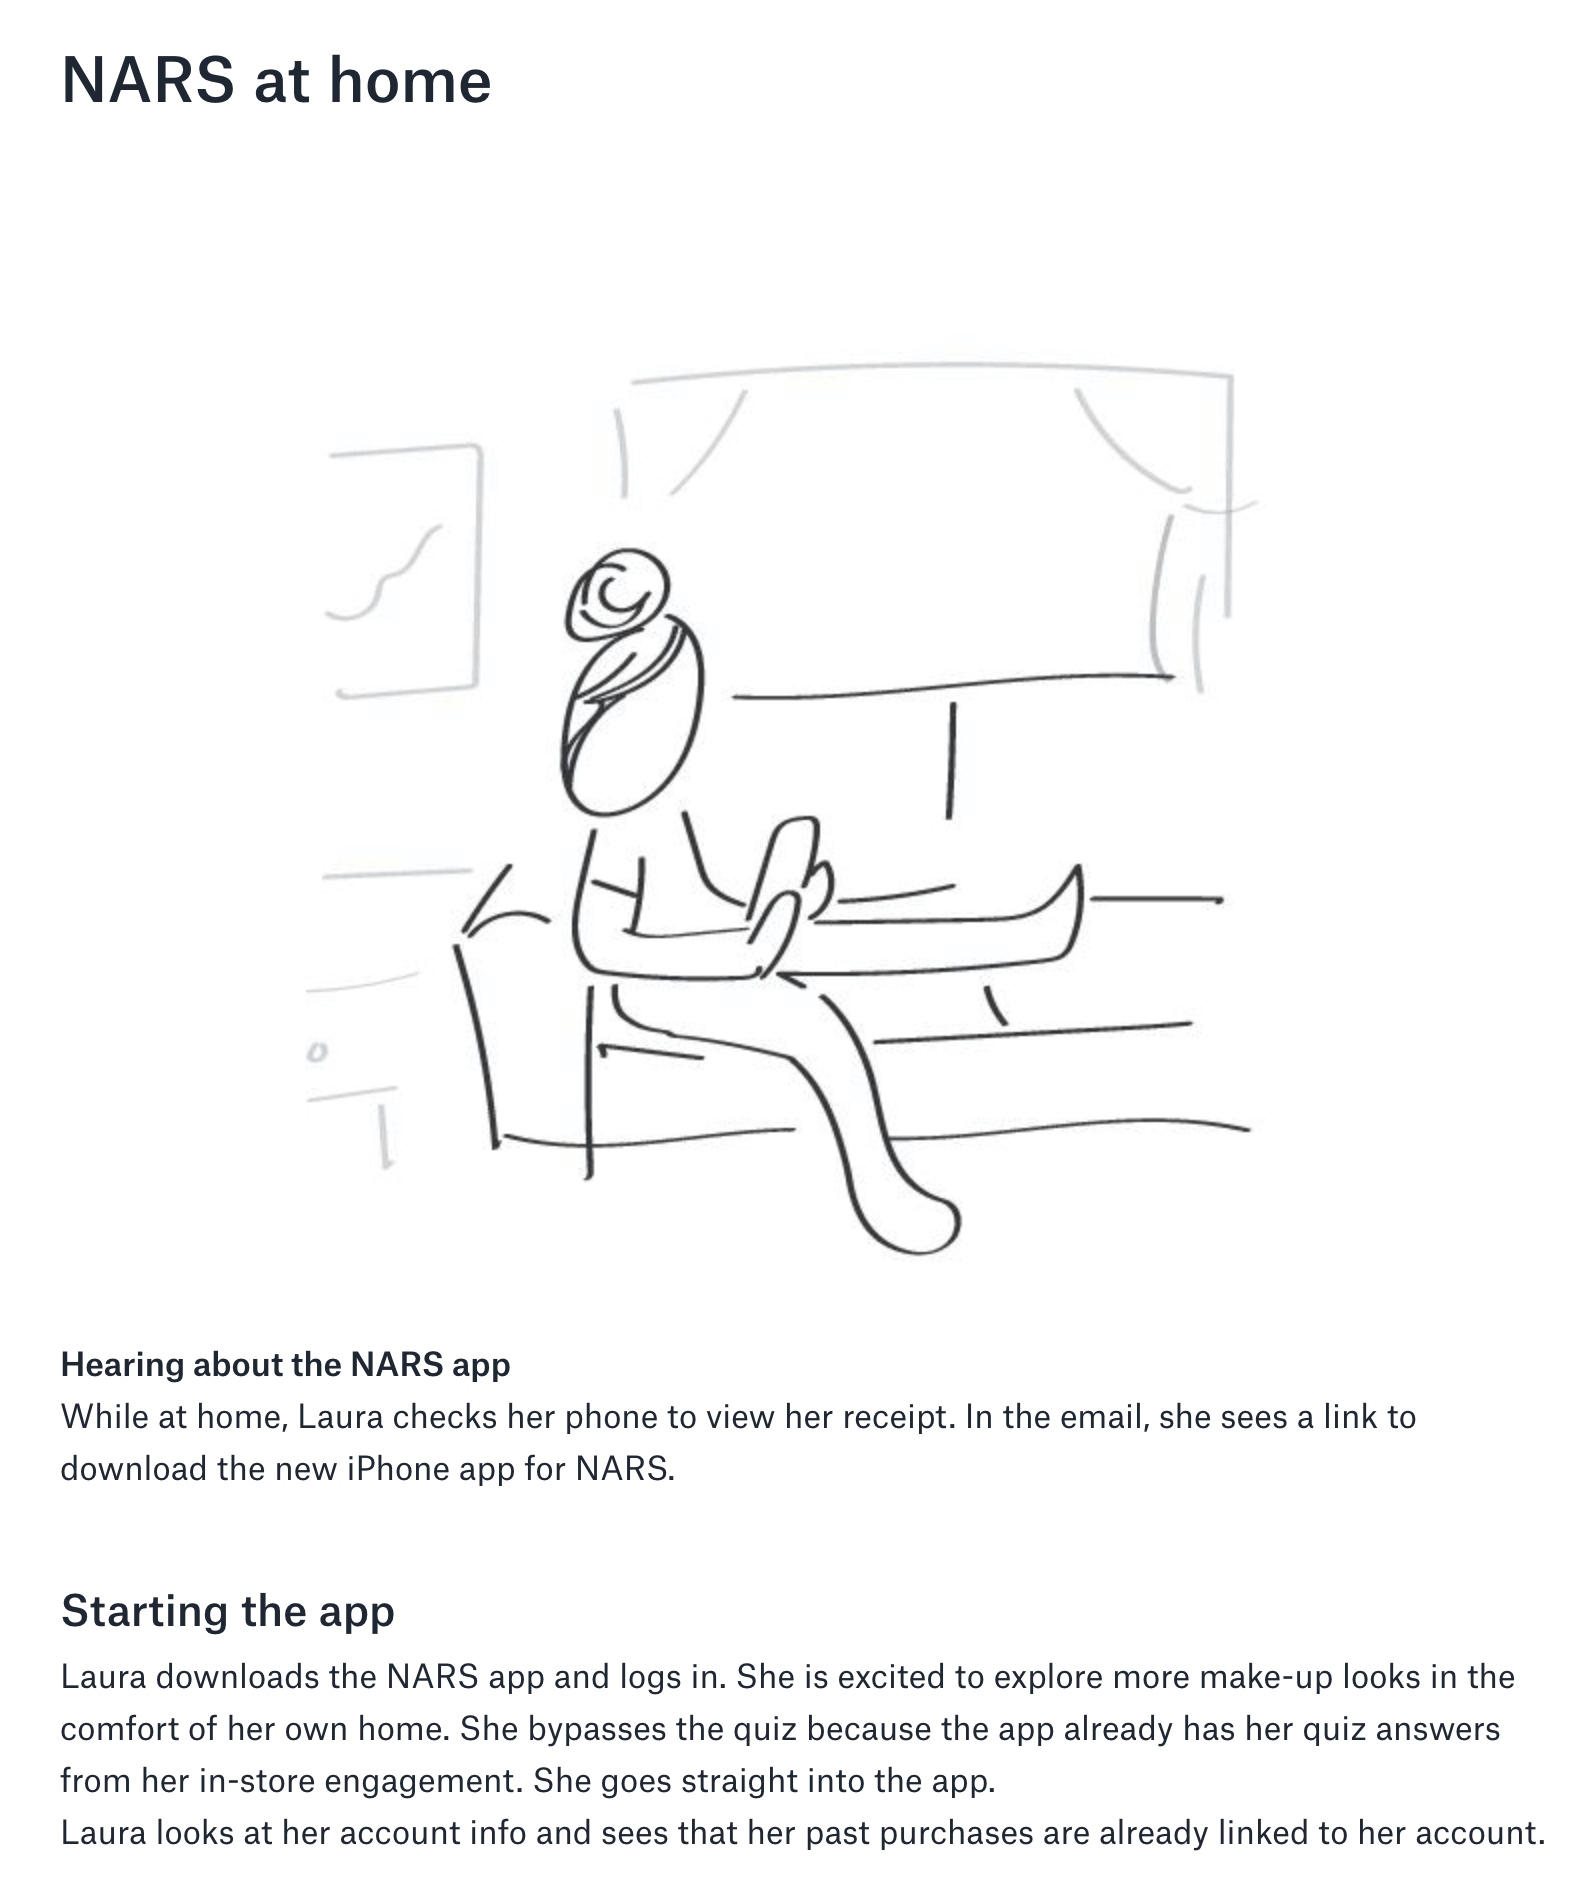 NARS at home
Hearing about the NARS app
While at home, Laura checks her phone to view her receipt. In the email, she sees a link to
download the new iPhone app for NARS.
Starting the app
Laura downloads the NARS app and logs in. She is excited to explore more make-up looks in the
comfort of her own home. She bypasses the quiz because the app already has her quiz answers
from her in-store engagement. She goes straight into the app.
Laura looks at her account info and sees that her past purchases are already linked to her account.